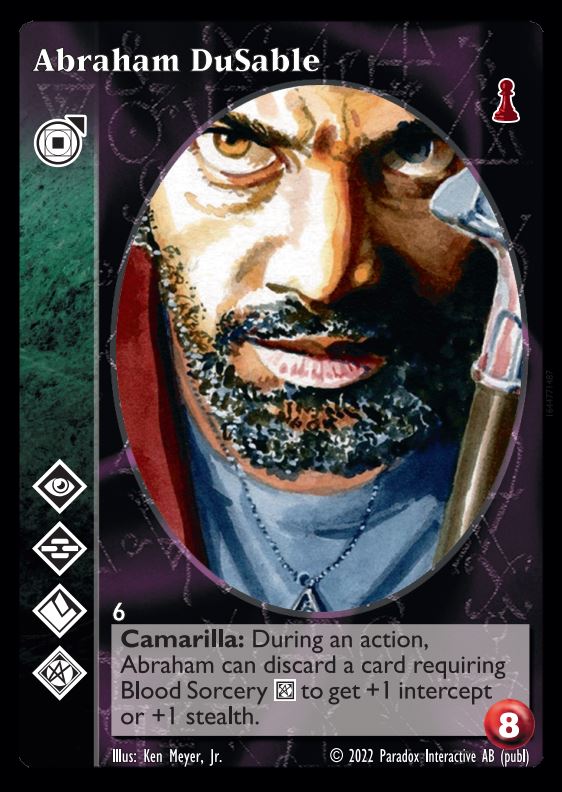 Abraham DuSable
1644771487
6
Camarilla: During an action,
Abraham can discard a card requiring
Blood Sorcery to get +1 intercept
or +1 stealth.
8
Illus: Ken Meyer, Jr.
© 2022 Paradox Interactive AB (publ)